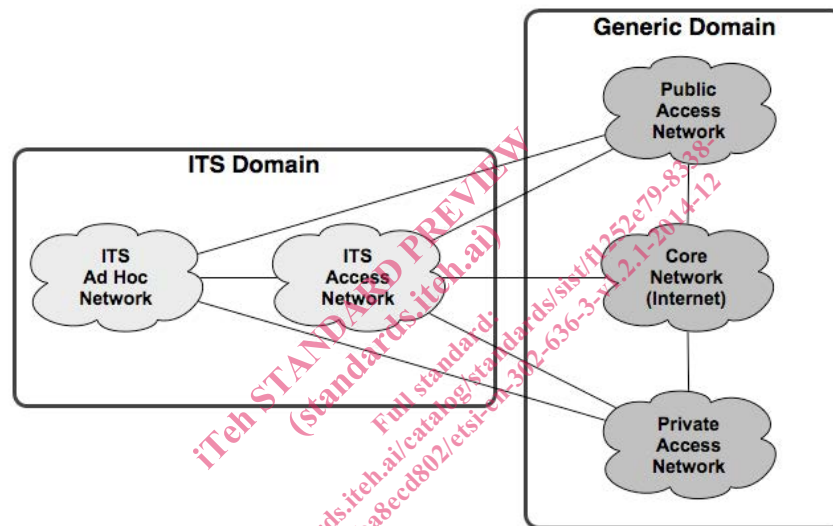 Generic Domain
Public
Access
Network
ITS Domain
ITS
Ad Hoc
Network
ITS
Access
Network
Core
Network
(Internet)
Private
Access
Network
iTeh STANDARD PREVIEW
(standards.iteh.ai)
Full standard: